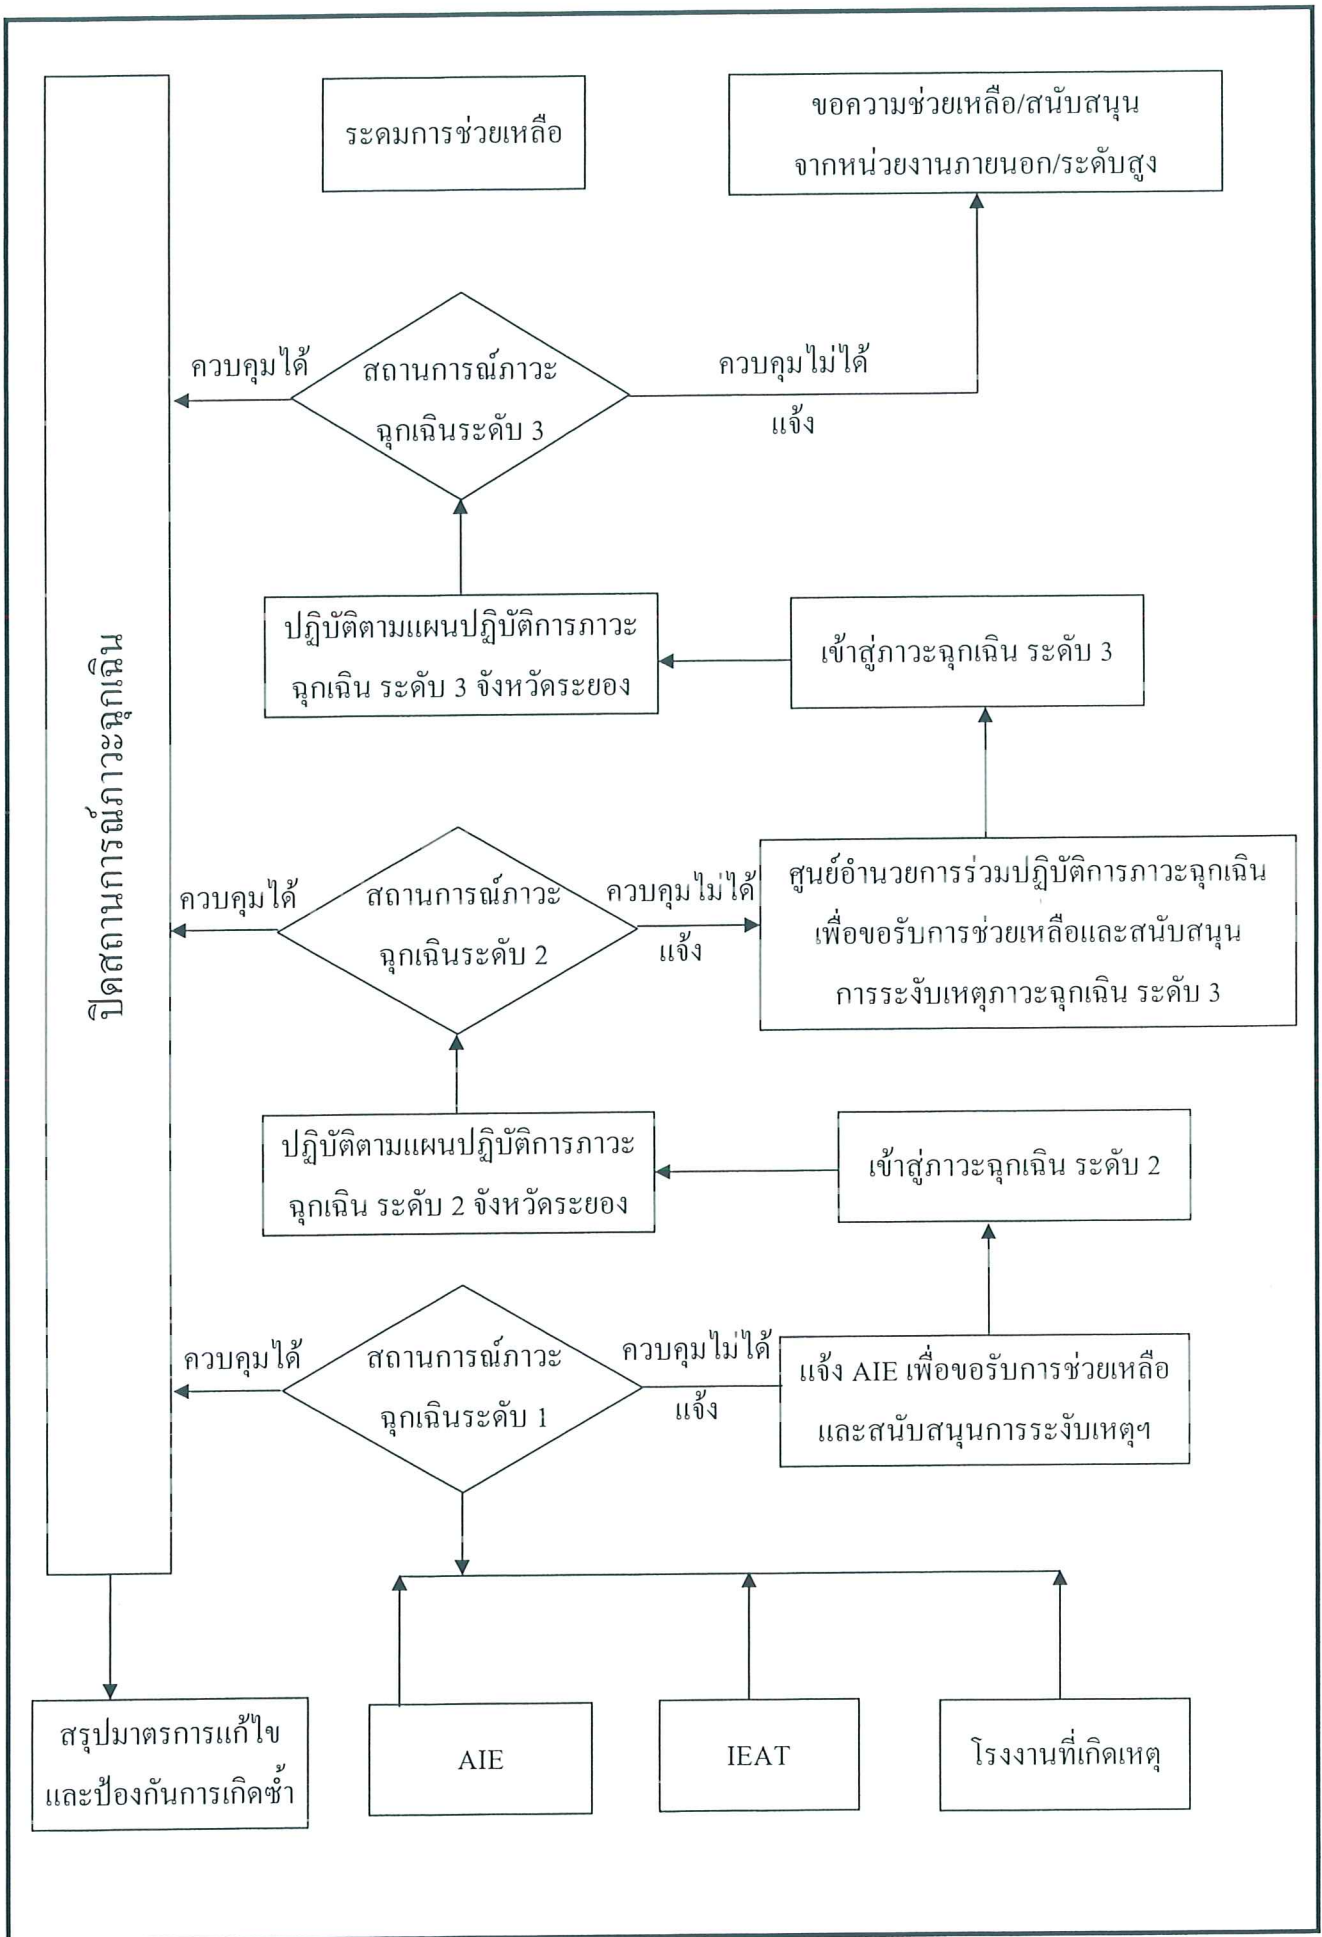 ระดมการช่วยเหลือ
ขอความช่วยเหลือ/สนับสนุน
จากหน่วยงานภายนอก/ระดับสูง
ควบคุมได้
สถานการณ์ภาวะ
ฉุกเฉินระดับ 3
ควบคุมไม่ได้
แจ้ง
ปฏิบัติตามแผนปฏิบัติการภาวะ
ฉุกเฉิน ระดับ 3 จังหวัดระยอง
เข้าสู่ภาวะฉุกเฉิน ระดับ 3
ปิดสถานการณ์ภาวะฉุกเฉิน
ควบคุมได้
สถานการณ์ภาวะ
ฉุกเฉินระดับ 2
ควบคุมไม่ได้
แจ้ง
ศูนย์อำนวยการร่วมปฏิบัติการภาวะฉุกเฉิน
เพื่อขอรับการช่วยเหลือและสนับสนุน
การระงับเหตุภาวะฉุกเฉิน ระดับ 3
ปฏิบัติตามแผนปฏิบัติการภาวะ
ฉุกเฉิน ระดับ 2 จังหวัดระยอง
เข้าสู่ภาวะฉุกเฉิน ระดับ 2
ควบคุมได้
สถานการณ์ภาวะ
ฉุกเฉินระดับ 1
ควบคุมไม่ได้
แจ้ง
แจ้ง AIE เพื่อขอรับการช่วยเหลือ
และสนับสนุนการระงับเหตุฯ
สรุปมาตรการแก้ไข
และป้องกันการเกิดซ้ำ
AIE
IEAT
โรงงานที่เกิดเหตุ